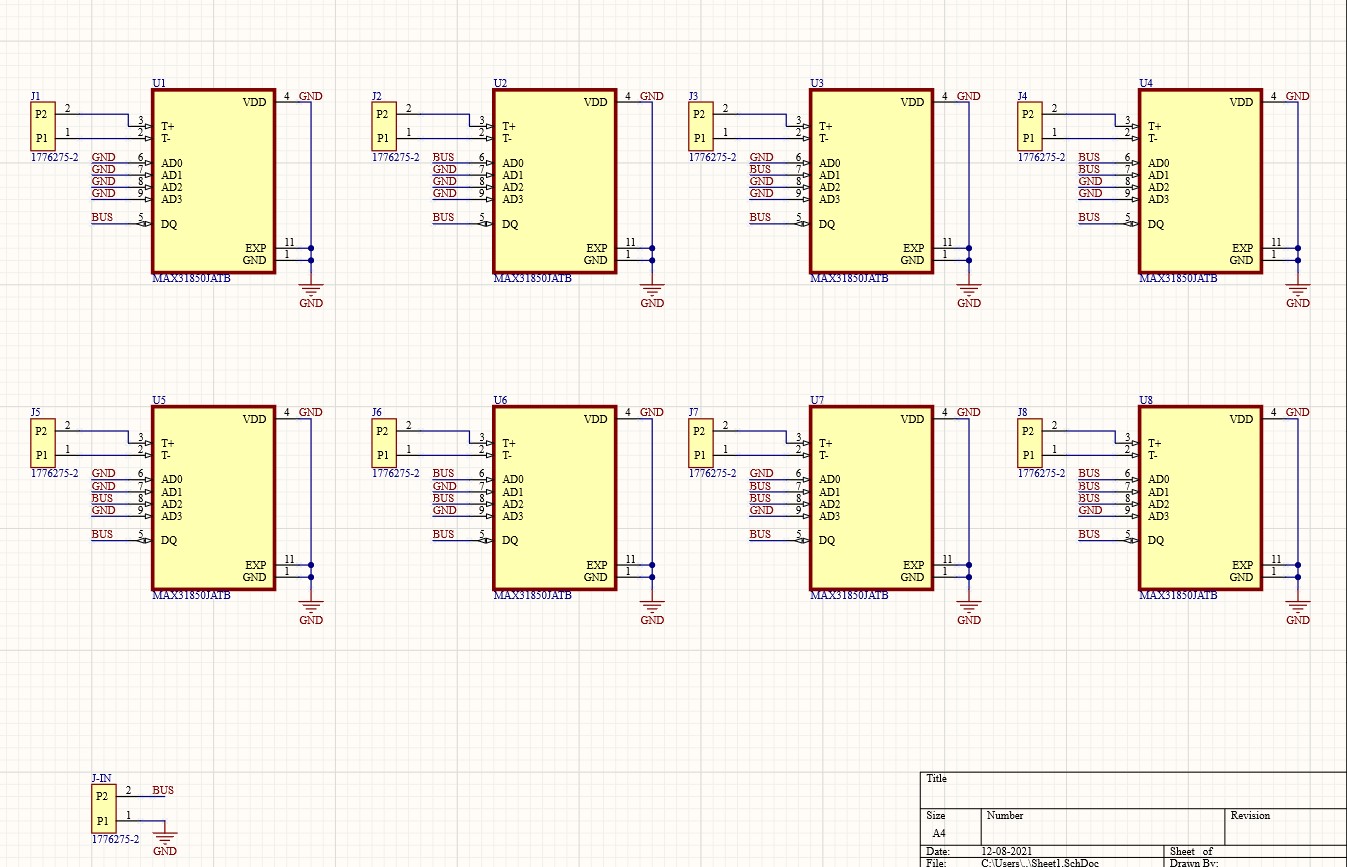 U1 U2 U3 U4
J1 VDD 4 GND J2 VDD 4 GND J3 VDD 4 GND J4 VDD 4 GND
P2 2 P2 2 P2 2 P2 2
3 T+ 3 T+ 3 T+ 3 T+
P1 1 2 T- P1 1 2 T- P1 1 2 T- P1 1 2 T-
1776275-2 1776275-2 1776275-2 1776275-2
GND 6 AD0 BUS 6 AD0 GND 6 AD0 BUS 6 AD0
GND 7 AD1 GND 7 AD1 BUS 7 AD1 BUS 7 AD1
GND 8 AD2 GND 8 AD2 GND 8 AD2 GND 8 AD2
GND 9 AD3 GND 9 AD3 GND 9 AD3 GND 9 AD3
BUS 5 DQ BUS 5 DQ BUS 5 DQ BUS 5 DQ
EXP 11 EXP 11 EXP 11 EXP 11
GND 1 GND 1 GND 1 GND 1
MAX31850JATB MAX31850JATB MAX31850JATB MAX31850JATB
GND GND GND GND
U5 U6 U7 U8
J5 VDD 4 GND J6 VDD 4 GND J7 VDD 4 GND J8 VDD 4 GND
P2 2 P2 2 P2 2 P2 2
3 T+ 3 T+ 3 T+ 3 T+
P1 1 2 T- P1 1 2 T- P1 1 2 T- P1 1 2 T-
1776275-2 1776275-2 1776275-2 1776275-2
GND 6 AD0 BUS 6 AD0 GND 6 AD0 BUS 6 AD0
GND 7 AD1 GND 7 AD1 BUS 7 AD1 BUS 7 AD1
BUS 8 AD2 BUS 8 AD2 BUS 8 AD2 BUS 8 AD2
GND 9 AD3 GND 9 AD3 GND 9 AD3 GND 9 AD3
BUS 5 DQ BUS 5 DQ BUS 5 DQ BUS 5 DQ
EXP 11 EXP 11 EXP 11 EXP 11
GND 1 GND 1 GND 1 GND 1
MAX31850JATB MAX31850JATB MAX31850JATB MAX31850JATB
GND GND GND GND
J-IN
P2 2 BUS
P1 1
1776275-2
GND
Title
Size Number Revision
A4
Date: 12-08-2021 Sheet of
File: C:\Users\..\Sheet1.SchDoc Drawn By: